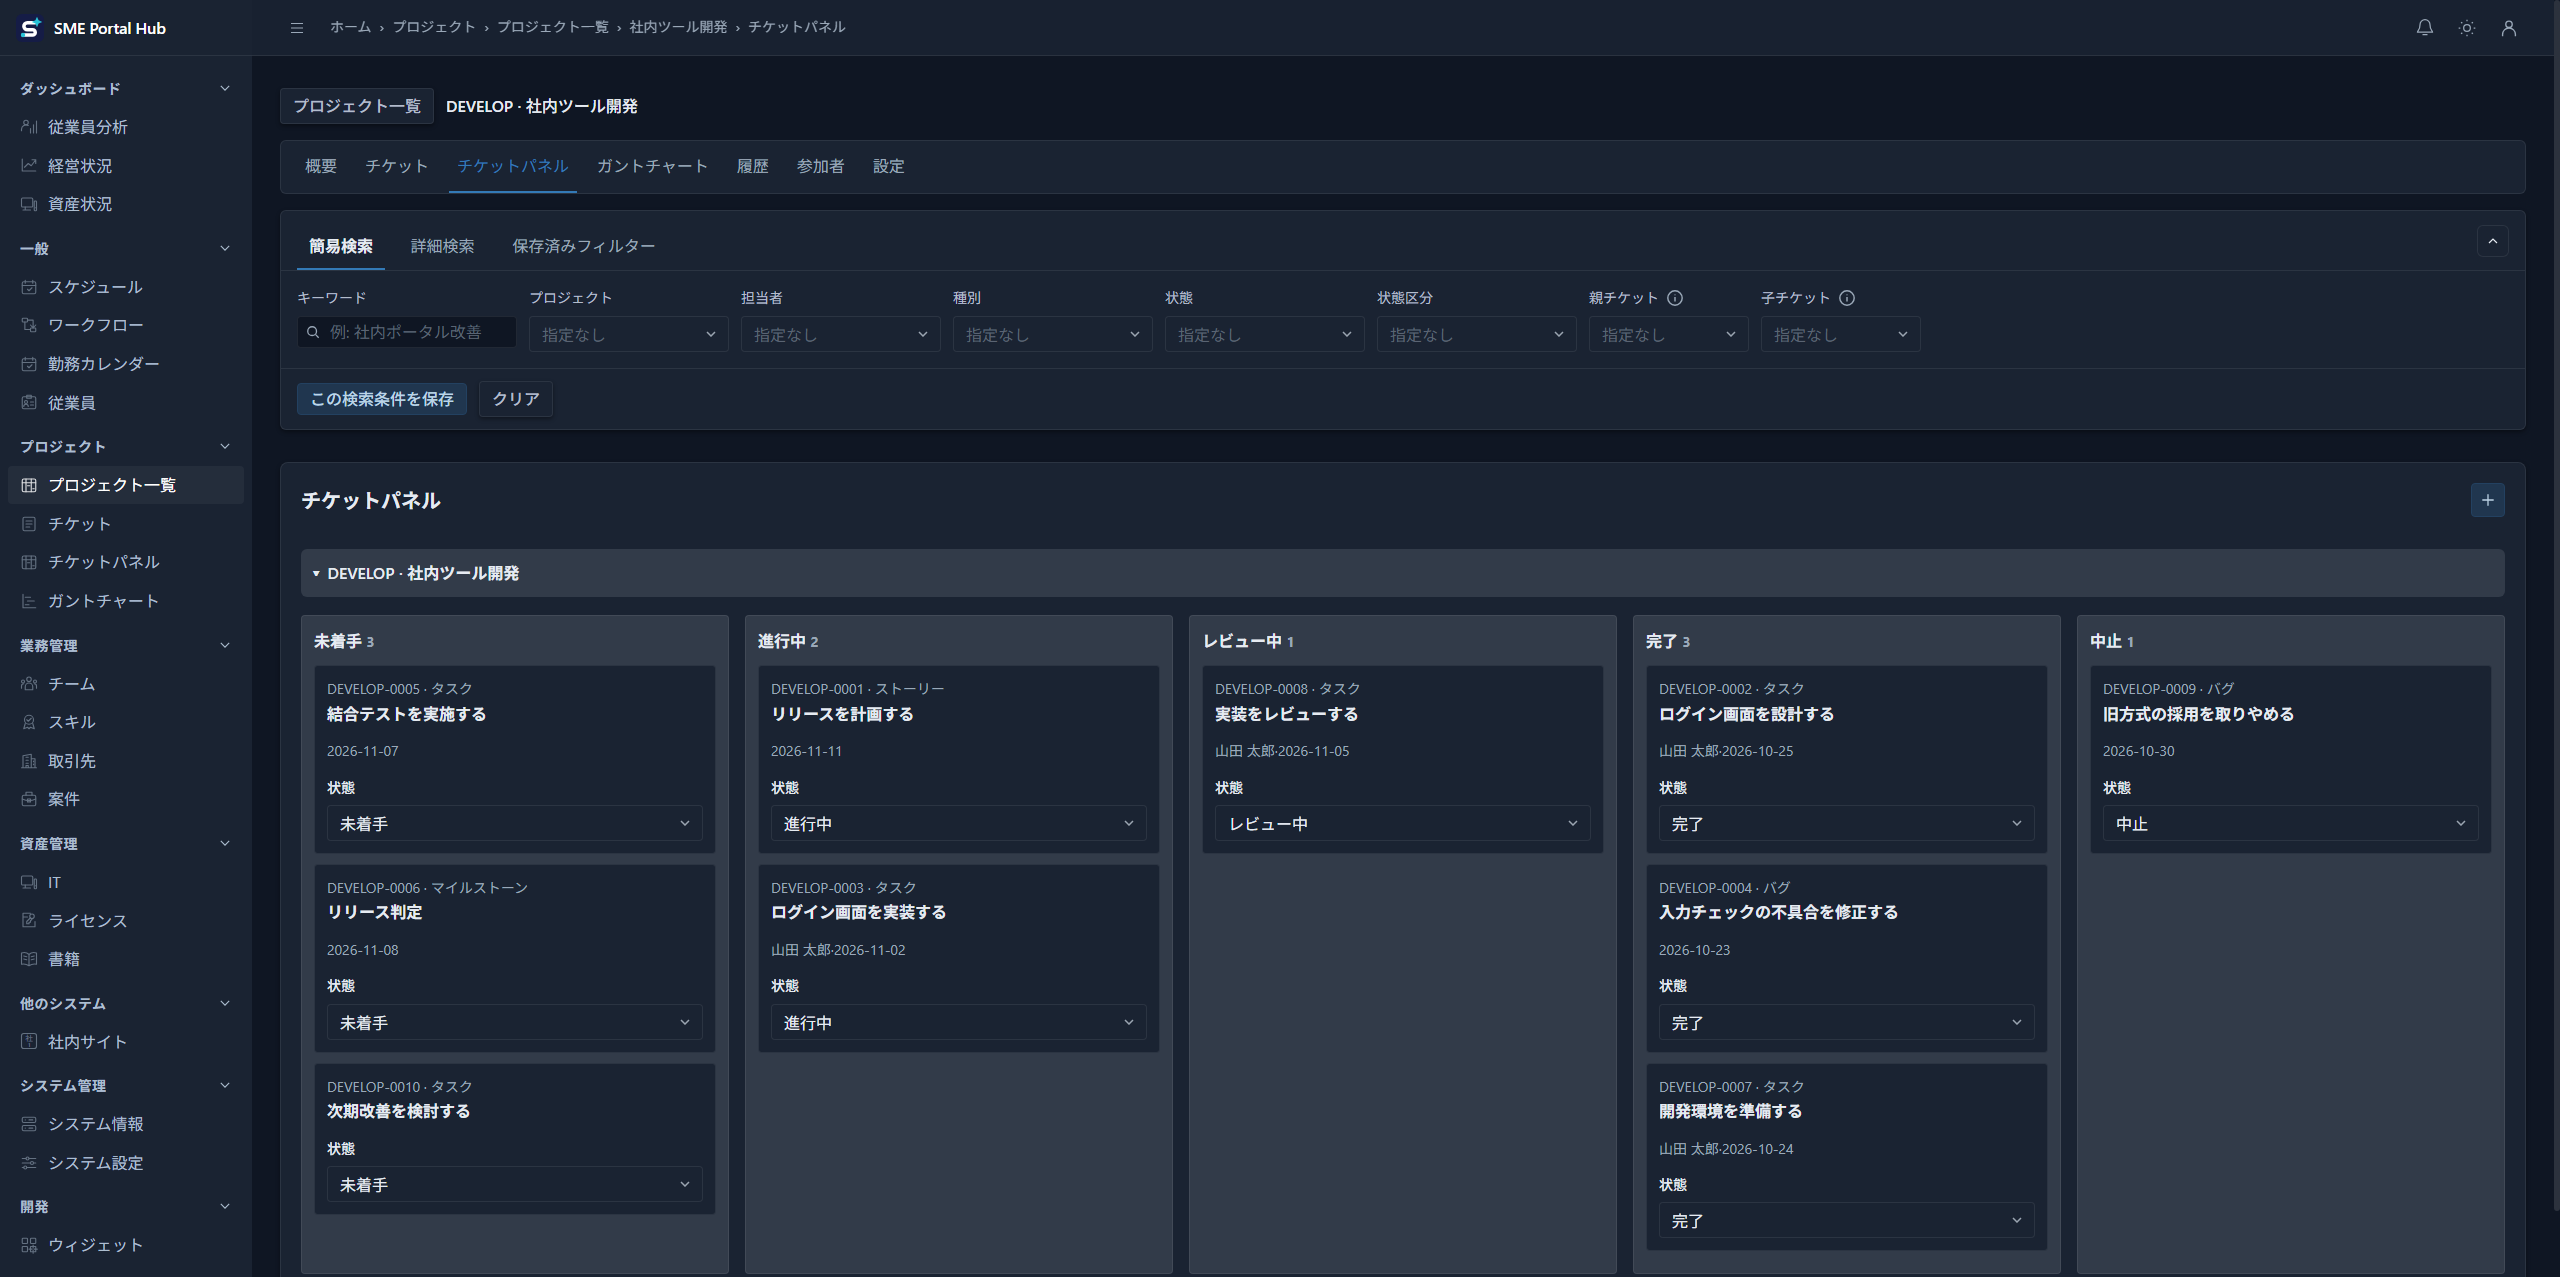 SME Portal Hub
ホーム › プロジェクト › プロジェクト一覧 › 社内ツール開発 › チケットパネル
ダッシュボード
従業員分析
経営状況
資産状況
一般
スケジュール
ワークフロー
勤務カレンダー
従業員
プロジェクト
プロジェクト一覧
チケット
チケットパネル
ガントチャート
業務管理
チーム
スキル
取引先
案件
資産管理
IT
ライセンス
書籍
他のシステム
社内サイト
システム管理
システム情報
システム設定
開発
ウィジェット
プロジェクト一覧 DEVELOP · 社内ツール開発
概要 チケット チケットパネル ガントチャート 履歴 参加者 設定
簡易検索 詳細検索 保存済みフィルター
キーワード プロジェクト 担当者 種別 状態 状態区分 親チケット 子チケット
例: 社内ポータル改善 指定なし 指定なし 指定なし 指定なし 指定なし 指定なし 指定なし
この検索条件を保存 クリア
チケットパネル
DEVELOP · 社内ツール開発
未着手 3
DEVELOP-0005 · タスク
結合テストを実施する
2026-11-07
状態
未着手
DEVELOP-0006 · マイルストーン
リリース判定
2026-11-08
状態
未着手
DEVELOP-0010 · タスク
次期改善を検討する
状態
未着手
進行中 2
DEVELOP-0001 · ストーリー
リリースを計画する
2026-11-11
状態
進行中
DEVELOP-0003 · タスク
ログイン画面を実装する
山田 太郎·2026-11-02
状態
進行中
レビュー中 1
DEVELOP-0008 · タスク
実装をレビューする
山田 太郎·2026-11-05
状態
レビュー中
完了 3
DEVELOP-0002 · タスク
ログイン画面を設計する
山田 太郎·2026-10-25
状態
完了
DEVELOP-0004 · バグ
入力チェックの不具合を修正する
2026-10-23
状態
完了
DEVELOP-0007 · タスク
開発環境を準備する
山田 太郎·2026-10-24
状態
完了
中止 1
DEVELOP-0009 · バグ
旧方式の採用を取りやめる
2026-10-30
状態
中止